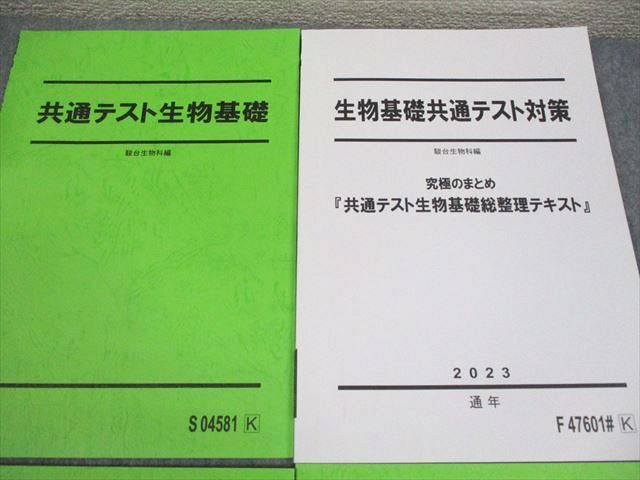 共通テスト生物基礎
駿台生物科編
S 04581 K
生物基礎共通テスト対策
駿台生物科編
究極のまとめ
『共通テスト生物基礎総整理テキスト』
2023
通年
F 47601# K